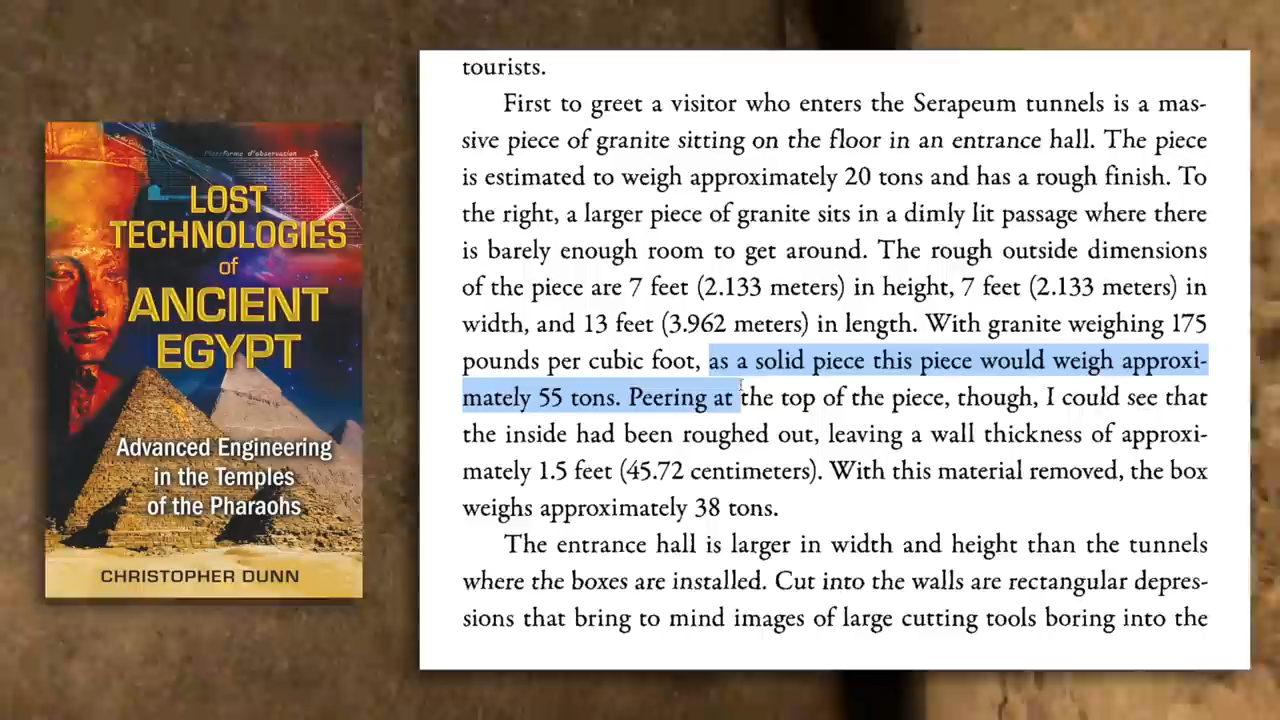 Plateforme d'observation
LOST
TECHNOLOGIES
of
ANCIENT
EGYPT
Advanced Engineering
in the Temples
of the Pharaohs
CHRISTOPHER DUNN
tourists.
First to greet a visitor who enters the Serapeum tunnels is a mas-
sive piece of granite sitting on the floor in an entrance hall. The piece
is estimated to weigh approximately 20 tons and has a rough finish. To
the right, a larger piece of granite sits in a dimly lit passage where there
is barely enough room to get around. The rough outside dimensions
of the piece are 7 feet (2.133 meters) in height, 7 feet (2.133 meters) in
width, and 13 feet (3.962 meters) in length. With granite weighing 175
pounds per cubic foot, as a solid piece this piece would weigh approxi-
mately 55 tons. Peering at the top of the piece, though, I could see that
the inside had been roughed out, leaving a wall thickness of approxi-
mately 1.5 feet (45.72 centimeters). With this material removed, the box
weighs approximately 38 tons.
The entrance hall is larger in width and height than the tunnels
where the boxes are installed. Cut into the walls are rectangular depres-
sions that bring to mind images of large cutting tools boring into the